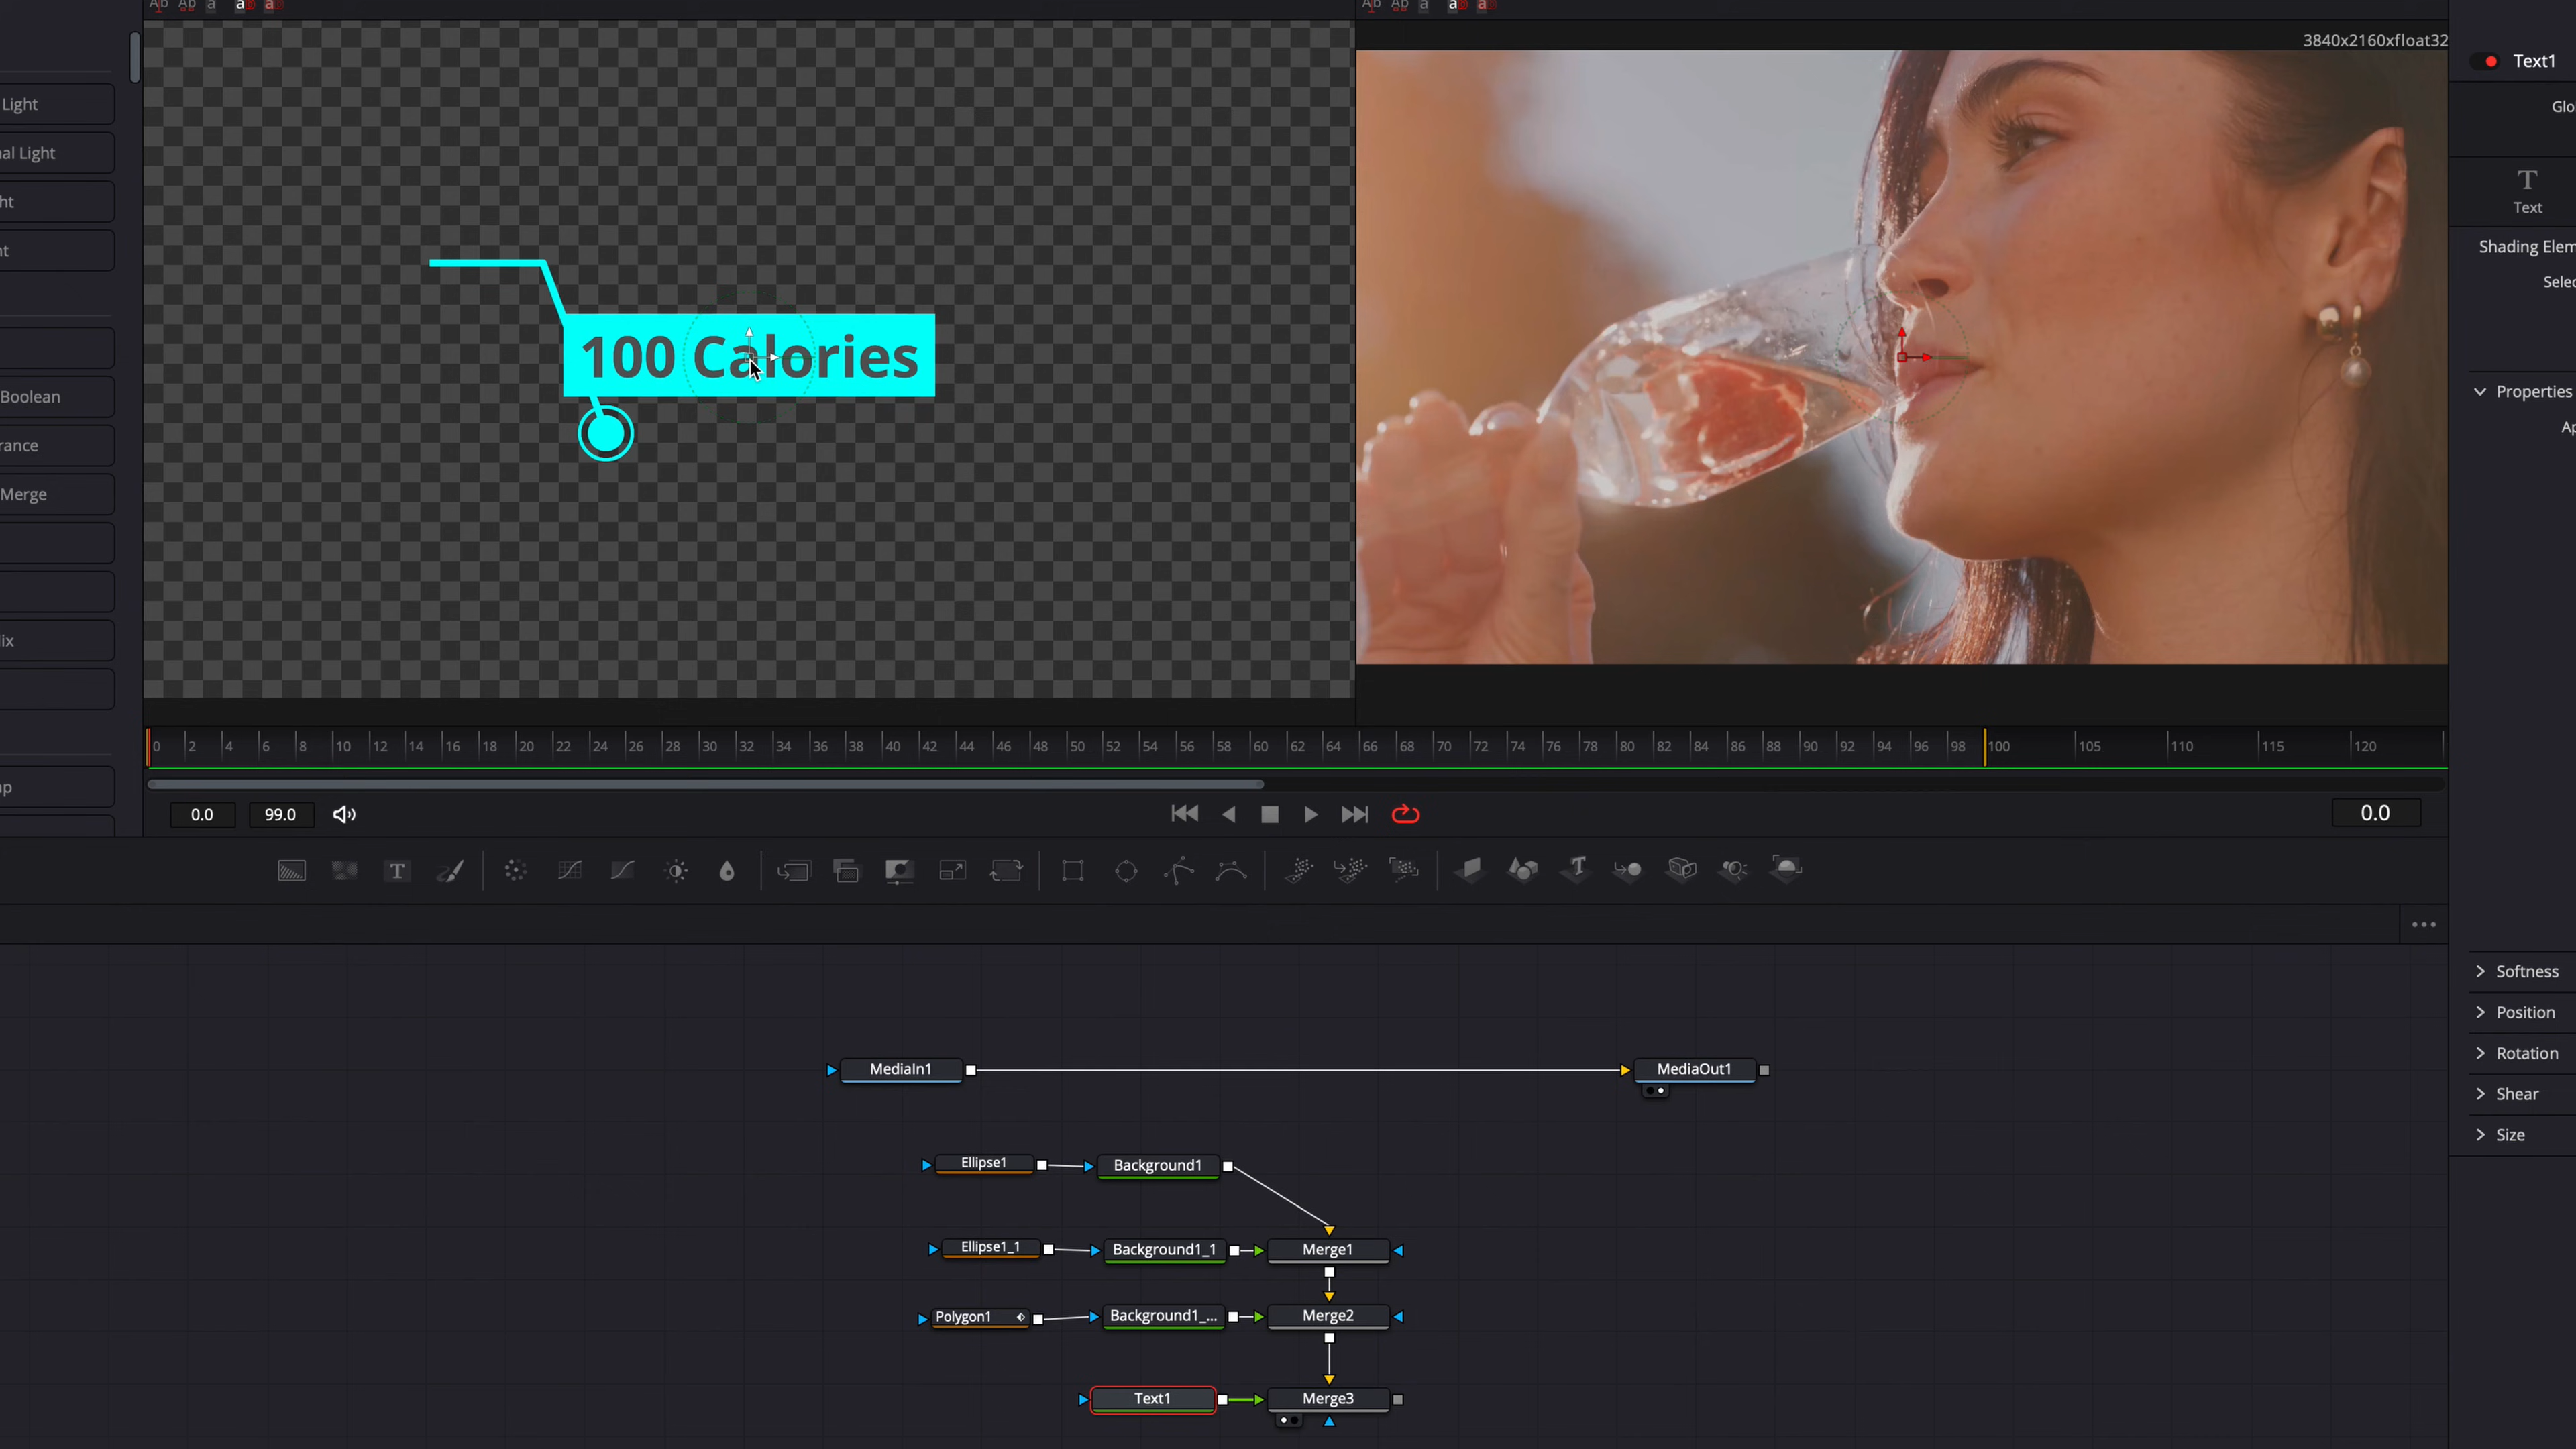 3840x2160xfloat32
Text1
Glo
Light
al Light
ht
t
Boolean
rance
Merge
ix
p
100 Calories
T
Text
Shading Elem
Selec
Properties
Ap
0 2 4 6 8 10 12 14 16 18 20 22 24 26 28 30 32 34 36 38 40 42 44 46 48 50 52 54 56 58 60 62 64 66 68 70 72 74 76 78 80 82 84 86 88 90 92 94 96 98 100 105 110 115 120
0.0 99.0 0.0
T
Softness
Position
Rotation
Shear
Size
MediaIn1 MediaOut1
Ellipse1 Background1
Ellipse1_1 Background1_1 Merge1
Polygon1 Background1_... Merge2
Text1 Merge3